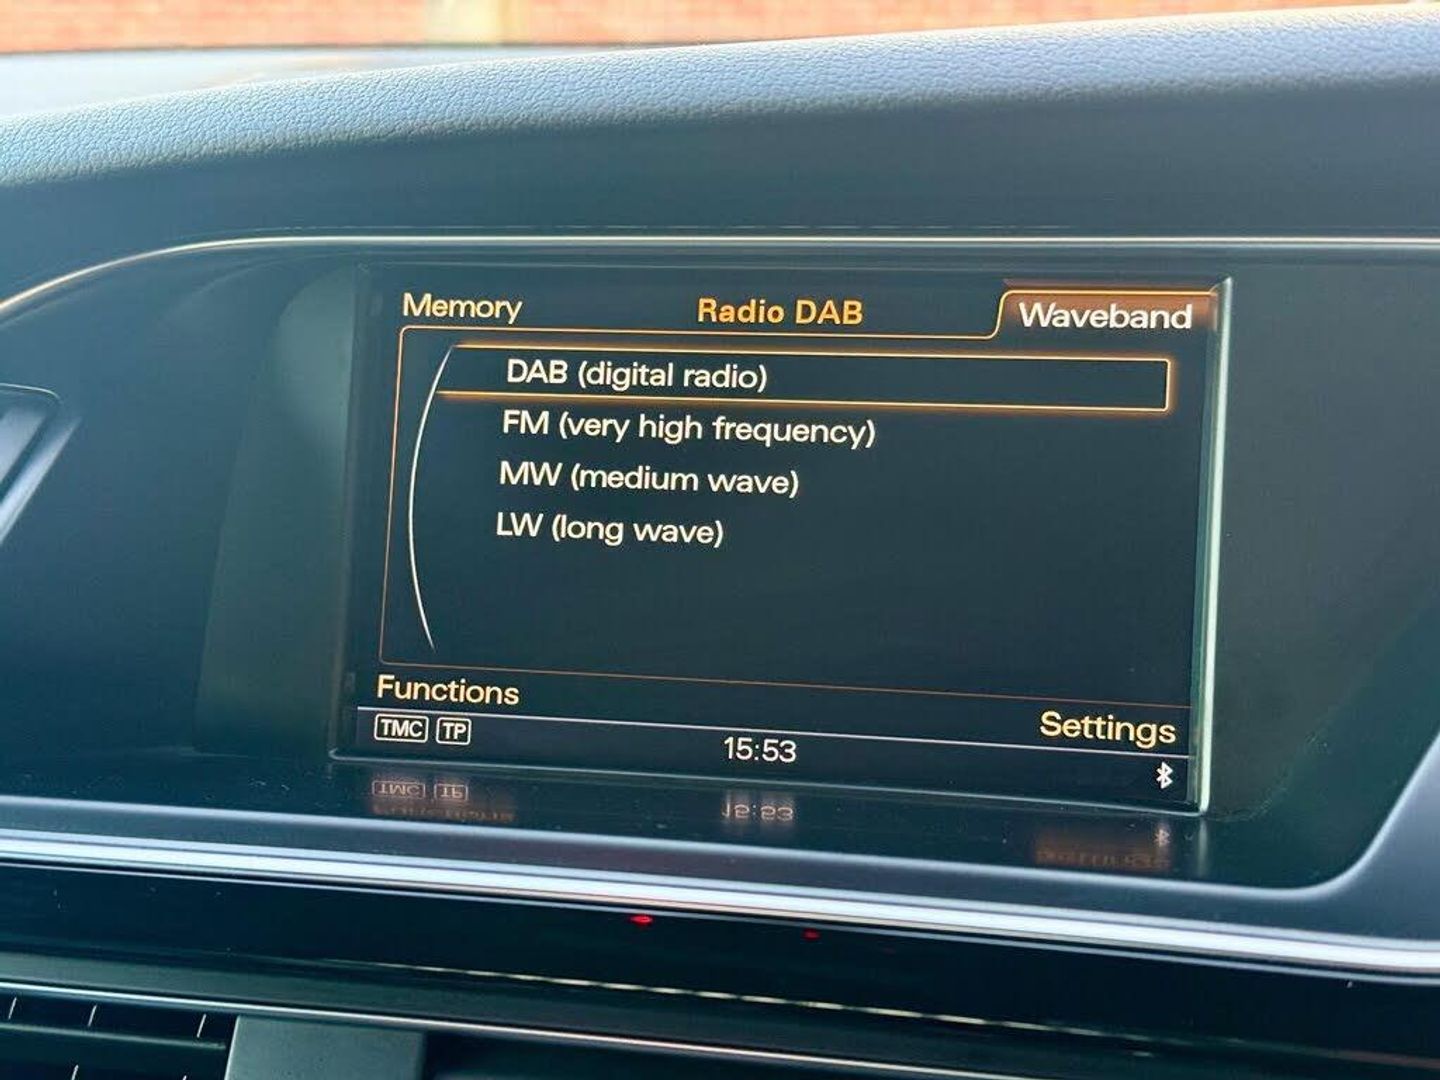 Memory Radio DAB Waveband
DAB (digital radio)
FM (very high frequency)
MW (medium wave)
LW (long wave)
Functions
Settings
TMC TP 15:53